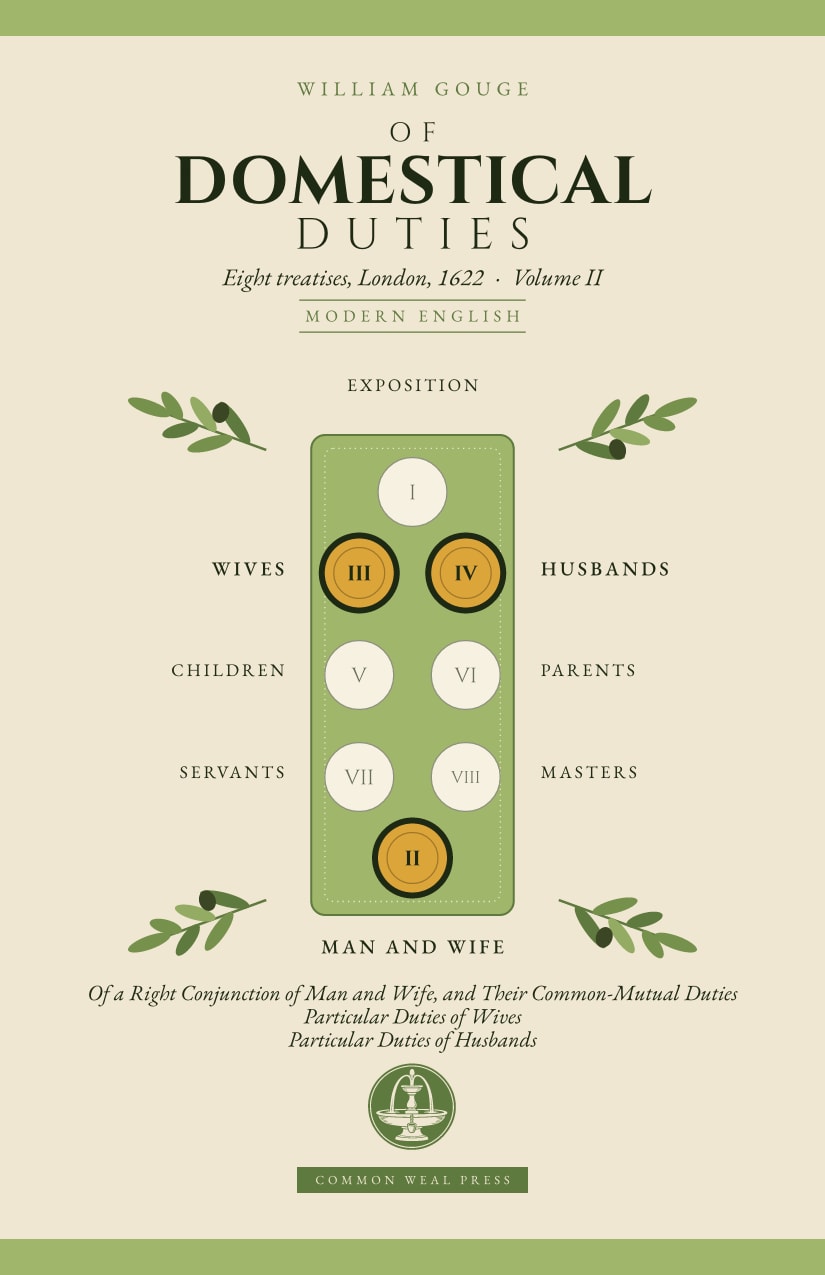 WILLIAM GOUGE
OF
DOMESTICAL
DUTIES
Eight treatises, London, 1622 · Volume II
MODERN ENGLISH
EXPOSITION
I
WIVES III IV HUSBANDS
CHILDREN V VI PARENTS
SERVANTS VII VIII MASTERS
II
MAN AND WIFE
Of a Right Conjunction of Man and Wife, and Their Common-Mutual Duties
Particular Duties of Wives
Particular Duties of Husbands
COMMON WEAL PRESS